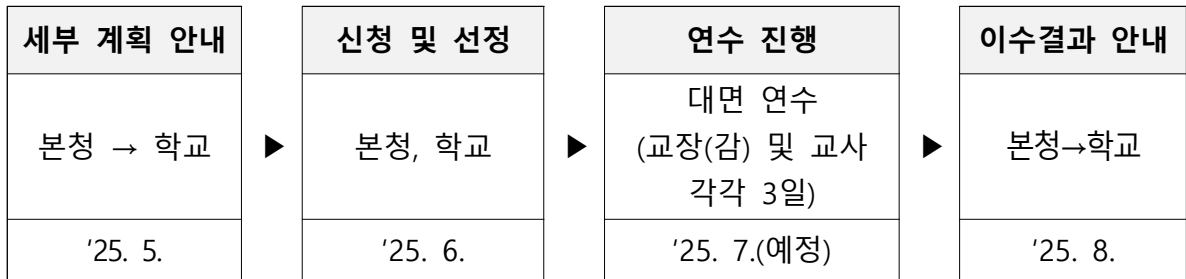 세부 계획 안내
본청 → 학교
'25. 5.
▶
신청 및 선정
본청, 학교
'25. 6.
▶
연수 진행
대면 연수
(교장(감) 및 교사
각각 3일)
'25. 7.(예정)
▶
이수결과 안내
본청→학교
'25. 8.